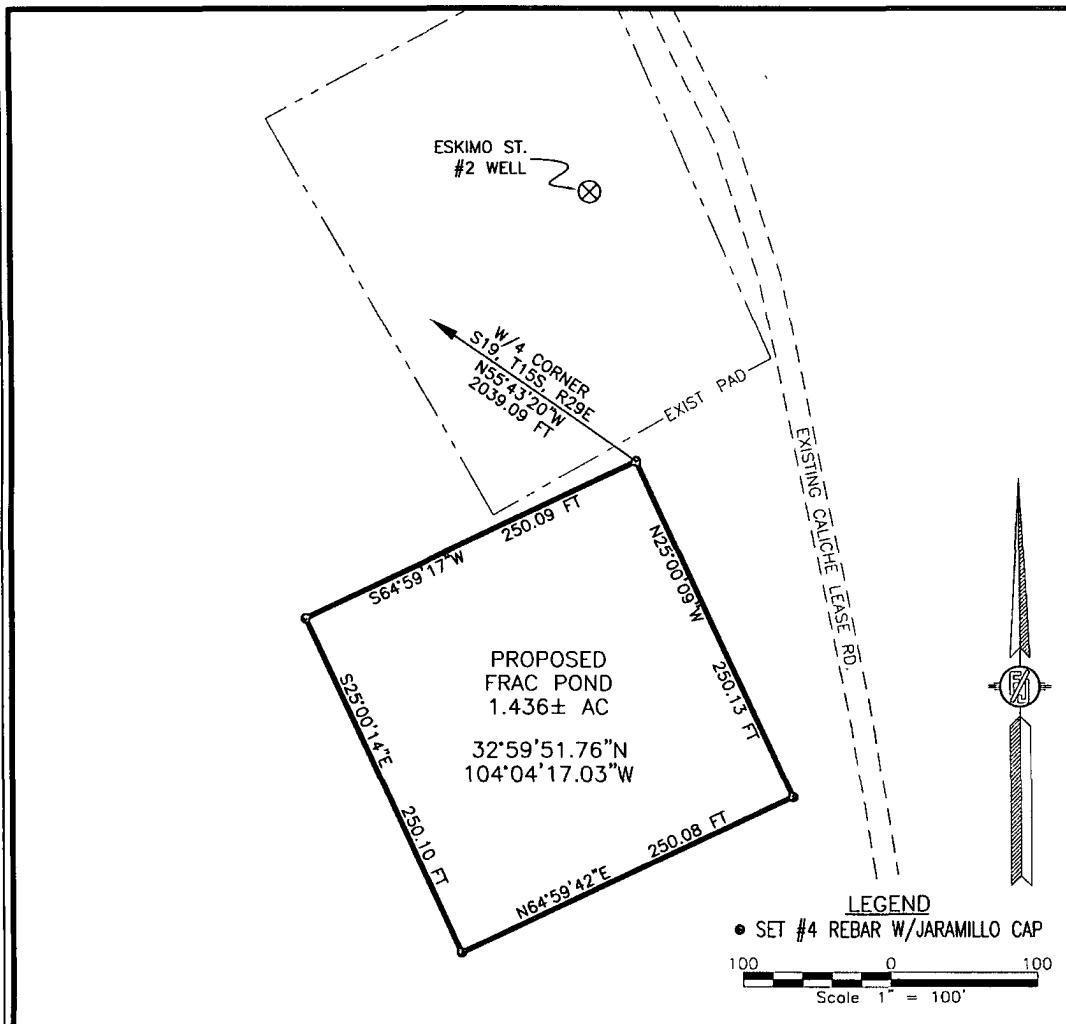 ESKIMO ST.
#2 WELL
W/4 CORNER
S19, T15S, R29E
N55°43'20"W
2039.09 FT
EXIST PAD
EXISTING CALICHE LEASE RD.
S64°59'17"W
250.09 FT
N25°00'09"W
250.13 FT
PROPOSED
FRAC POND
1.436± AC
32°59'51.76"N
104°04'17.03"W
S25°00'14"E
250.10 FT
N64°59'42"E
250.08 FT
LEGEND
SET #4 REBAR W/JARAMILLO CAP
100 0 100
Scale 1" = 100'